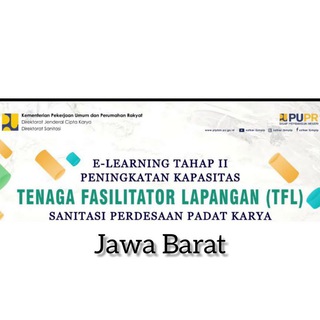 Kementerian Pekerjaan Umum dan Perumahan Rakyat
Direktorat Jenderal Cipta Karya
Direktorat Sanitasi
PUPR
E-LEARNING TAHAP II
PENINGKATAN KAPASITAS
TENAGA FASILITATOR LAPANGAN (TFL)
SANITASI PERDESAAN PADAT KARYA
Jawa Barat